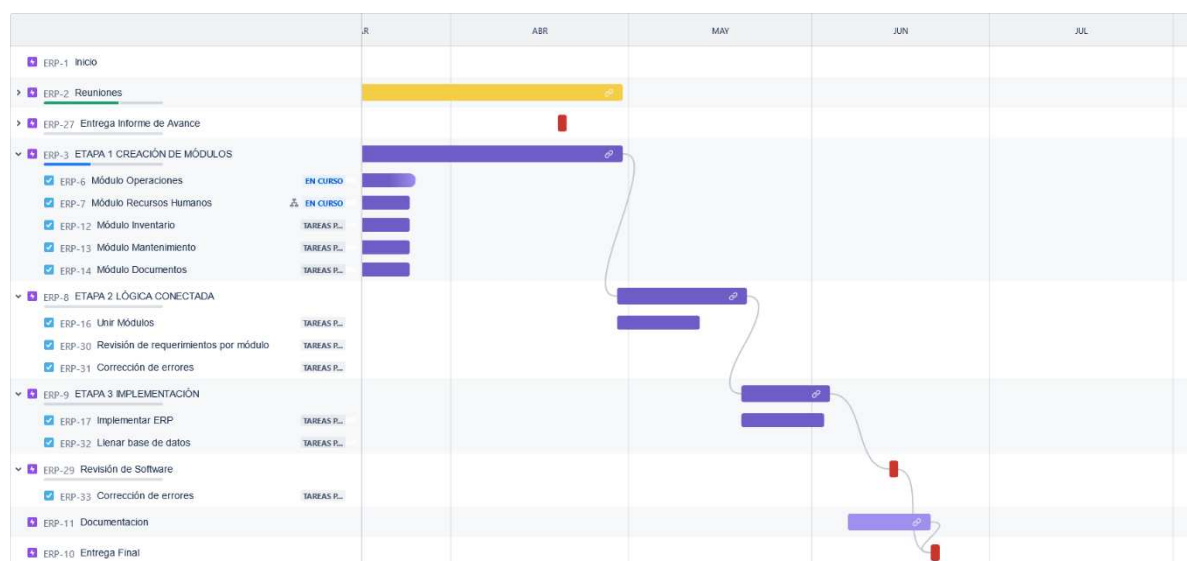 AR ABR MAY JUN JUL
ERP-1 Inicio
ERP-2 Reuniones
ERP-27 Entrega Informe de Avance
ERP-3 ETAPA 1 CREACIÓN DE MÓDULOS
ERP-6 Módulo Operaciones EN CURSO
ERP-7 Módulo Recursos Humanos EN CURSO
ERP-12 Módulo Inventario TAREAS P...
ERP-13 Módulo Mantenimiento TAREAS P...
ERP-14 Módulo Documentos TAREAS P...
ERP-8 ETAPA 2 LÓGICA CONECTADA
ERP-16 Unir Módulos TAREAS P...
ERP-30 Revisión de requerimientos por módulo TAREAS P...
ERP-31 Corrección de errores TAREAS P...
ERP-9 ETAPA 3 IMPLEMENTACIÓN
ERP-17 Implementar ERP TAREAS P...
ERP-32 Llenar base de datos TAREAS P...
ERP-29 Revisión de Software
ERP-33 Corrección de errores TAREAS P...
ERP-11 Documentacion
ERP-10 Entrega Final